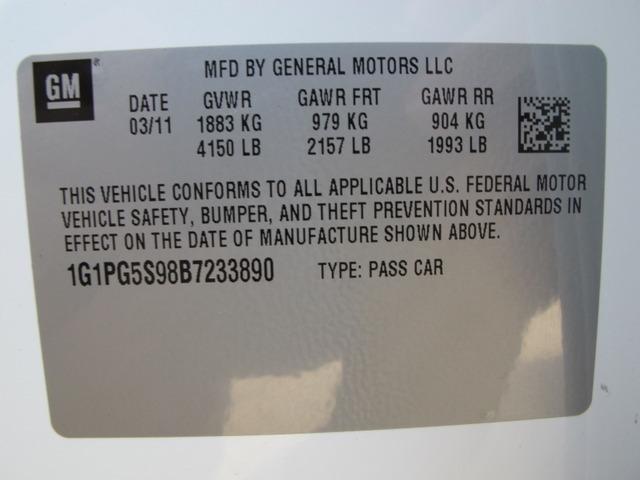 GM
MFD BY GENERAL MOTORS LLC
DATE GVWR GAWR FRT GAWR RR
03/11 1883 KG 979 KG 904 KG
4150 LB 2157 LB 1993 LB
THIS VEHICLE CONFORMS TO ALL APPLICABLE U.S. FEDERAL MOTOR
VEHICLE SAFETY, BUMPER, AND THEFT PREVENTION STANDARDS IN
EFFECT ON THE DATE OF MANUFACTURE SHOWN ABOVE.
1G1PG5S98B7233890 TYPE: PASS CAR